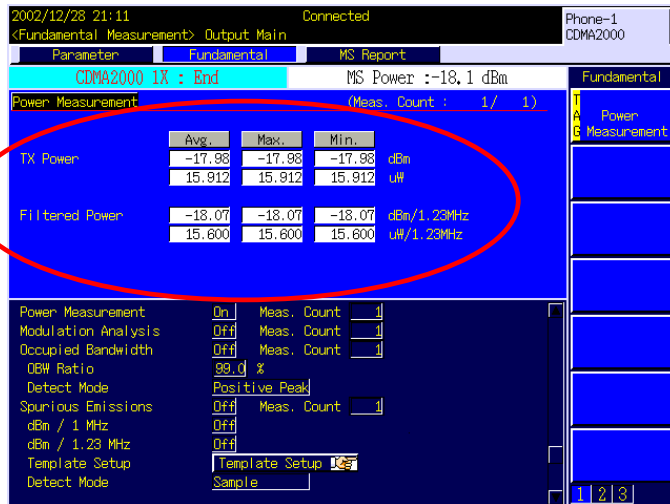 2002/12/28 21:11 Connected Phone-1
<Fundamental Measurement> Output Main CDMA2000
Parameter Fundamental MS Report
CDMA2000 1X : End MS Power :-18.1 dBm Fundamental
Power Measurement (Meas. Count : 1/ 1)
TAG Power Measurement
Avg. Max. Min.
TX Power -17.98 -17.98 -17.98 dBm
15.912 15.912 15.912 uW
Filtered Power -18.07 -18.07 -18.07 dBm/1.23MHz
15.600 15.600 15.600 uW/1.23MHz
Power Measurement On Meas. Count 1
Modulation Analysis Off Meas. Count 1
Occupied Bandwidth Off Meas. Count 1
OBW Ratio 99.0 %
Detect Mode Positive Peak
Spurious Emissions Off Meas. Count 1
dBm / 1 MHz Off
dBm / 1.23 MHz Off
Template Setup Template Setup
Detect Mode Sample
1 2 3